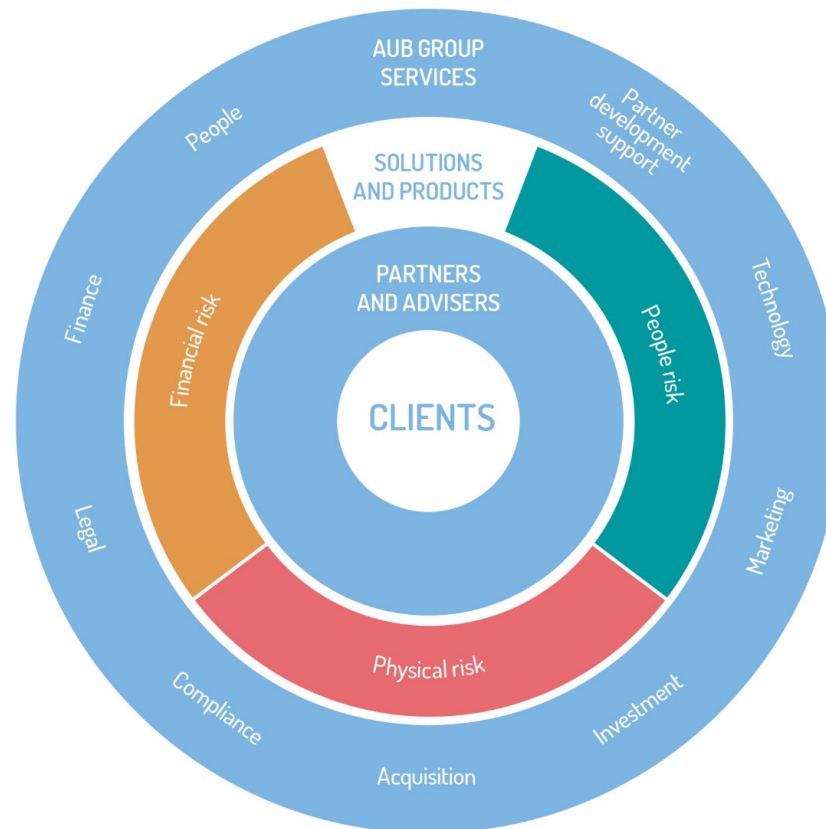 AUB GROUP
SERVICES
Partner
development
support
Technology
Marketing
Investment
Acquisition
Compliance
Legal
Finance
People
SOLUTIONS
AND PRODUCTS
People risk
Physical risk
Financial risk
PARTNERS
AND ADVISERS
CLIENTS